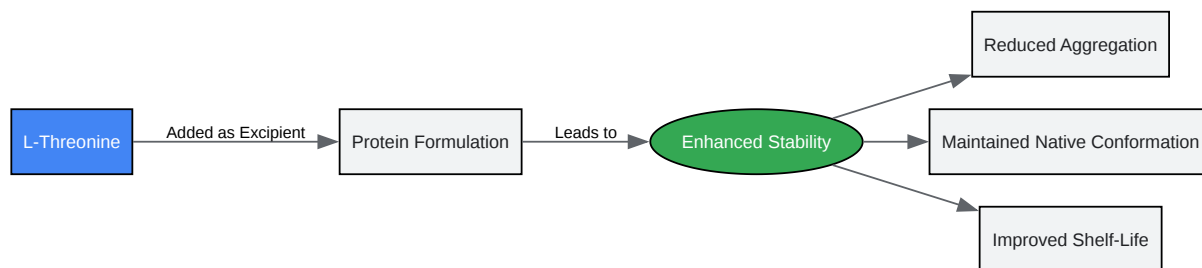 L-Threonine
Added as Excipient
Protein Formulation
Leads to
Enhanced Stability
Reduced Aggregation
Maintained Native Conformation
Improved Shelf-Life